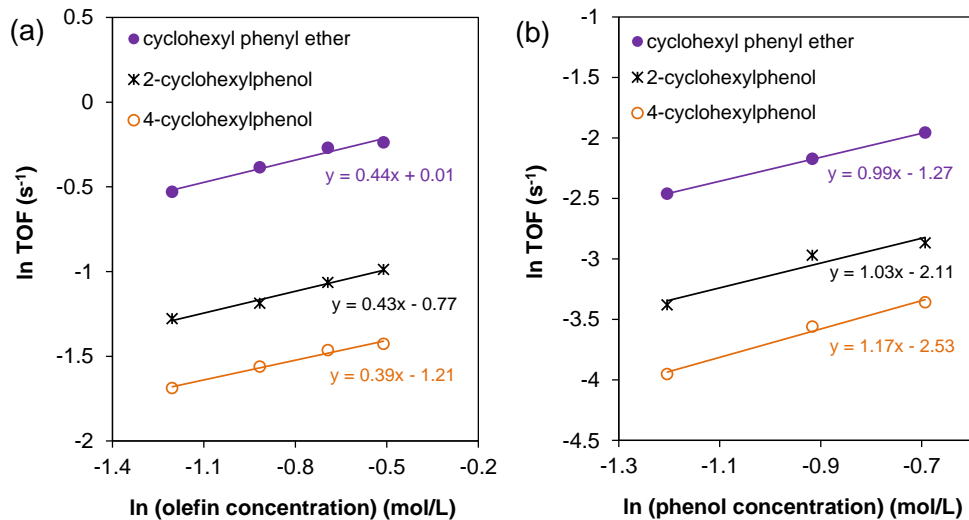 (a)
cyclohexyl phenyl ether
2-cyclohexylphenol
4-cyclohexylphenol
0.5
0
-0.5
-1
-1.5
-2
ln TOF (s⁻¹)
y = 0.44x + 0.01
y = 0.43x - 0.77
y = 0.39x - 1.21
-1.4
-1.1
-0.8
-0.5
-0.2
ln (olefin concentration) (mol/L)
(b)
cyclohexyl phenyl ether
2-cyclohexylphenol
4-cyclohexylphenol
-1
-1.5
-2
-2.5
-3
-3.5
-4
-4.5
ln TOF (s⁻¹)
y = 0.99x - 1.27
y = 1.03x - 2.11
y = 1.17x - 2.53
-1.3
-1.1
-0.9
-0.7
ln (phenol concentration) (mol/L)